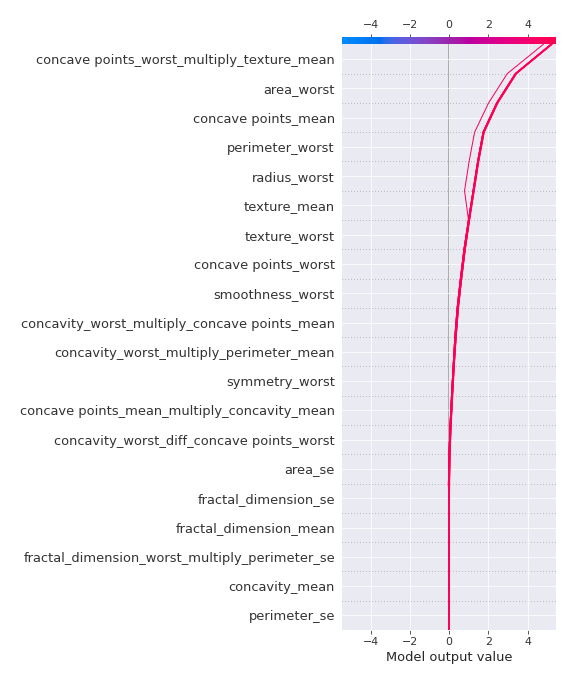 −4 −2 0 2 4
concave points_worst_multiply_texture_mean
area_worst
concave points_mean
perimeter_worst
radius_worst
texture_mean
texture_worst
concave points_worst
smoothness_worst
concavity_worst_multiply_concave points_mean
concavity_worst_multiply_perimeter_mean
symmetry_worst
concave points_mean_multiply_concavity_mean
concavity_worst_diff_concave points_worst
area_se
fractal_dimension_se
fractal_dimension_mean
fractal_dimension_worst_multiply_perimeter_se
concavity_mean
perimeter_se
−4 −2 0 2 4
Model output value